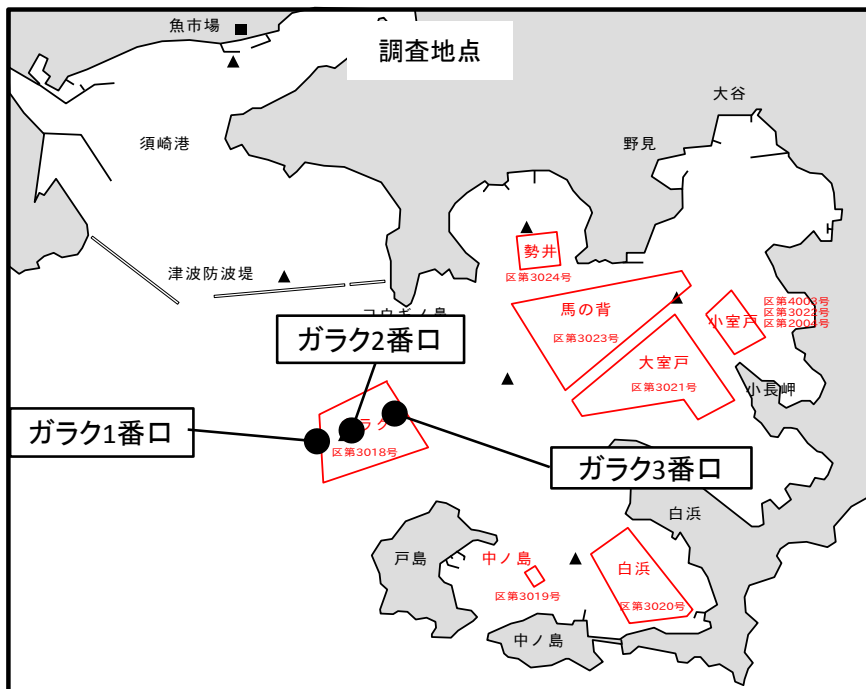 魚市場
調査地点
大谷
須崎港
野見
勢井
津波防波堤
区第3024号
馬の背
区第4003号
区第3022号
区第2004号
小室戸
区第3023号
大室戸
区第3021号
小長岬
ガラク2番口
ガラク1番口
区第3018号
ガラク3番口
白浜
戸島
中ノ島
白浜
区第3019号
区第3020号
中ノ島